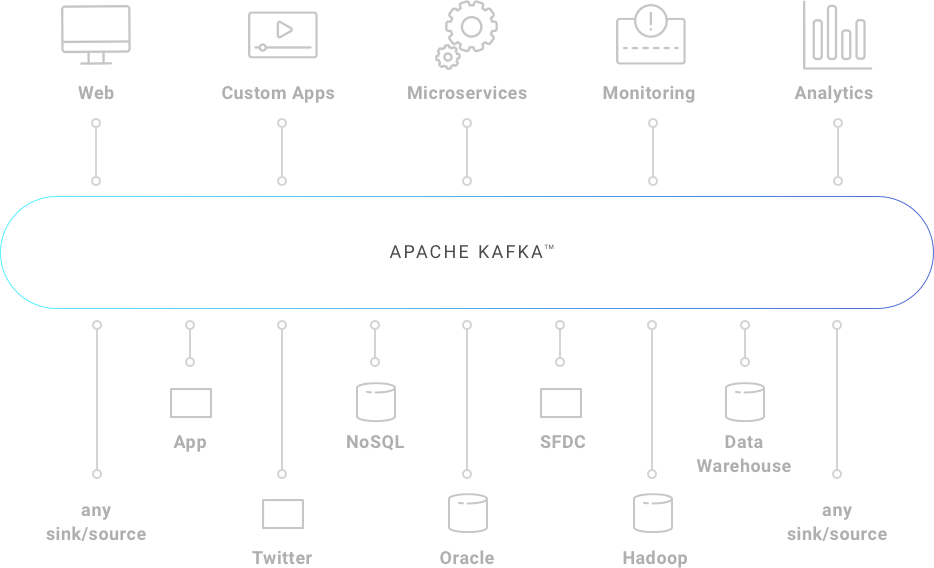 Web
Custom Apps
Microservices
Monitoring
Analytics
APACHE KAFKA™
App
NoSQL
SFDC
Data
Warehouse
any
sink/source
Twitter
Oracle
Hadoop
any
sink/source